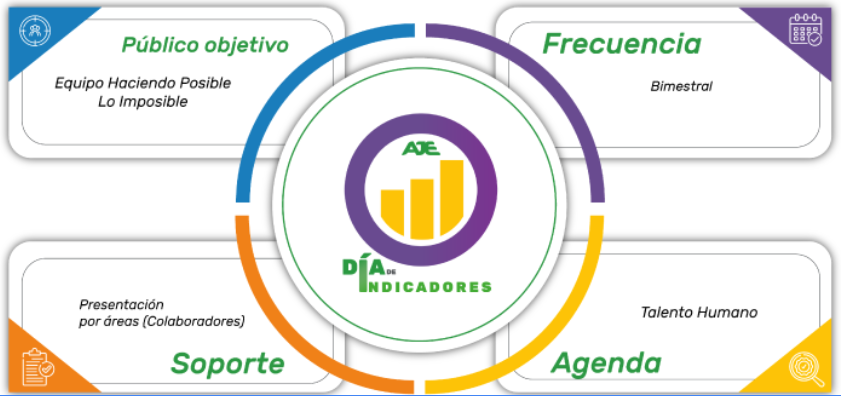 Público objetivo
Equipo Haciendo Posible
Lo Imposible
Frecuencia
Bimestral
AJE
DÍA DE
INDICADORES
Presentación
por áreas (Colaboradores)
Soporte
Talento Humano
Agenda